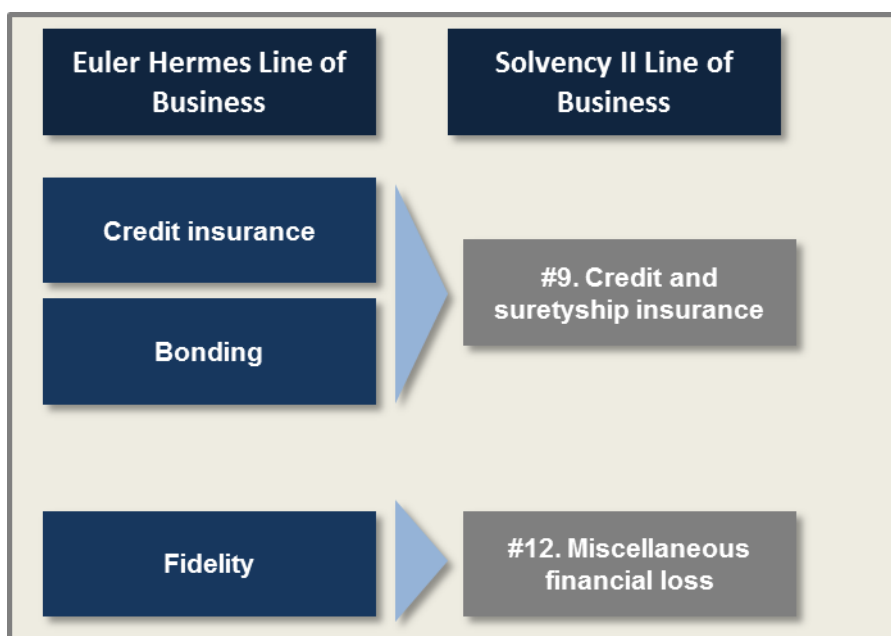 Euler Hermes Line of
Business
Solvency II Line of
Business
Credit insurance
Bonding
#9. Credit and
suretyship insurance
Fidelity
#12. Miscellaneous
financial loss